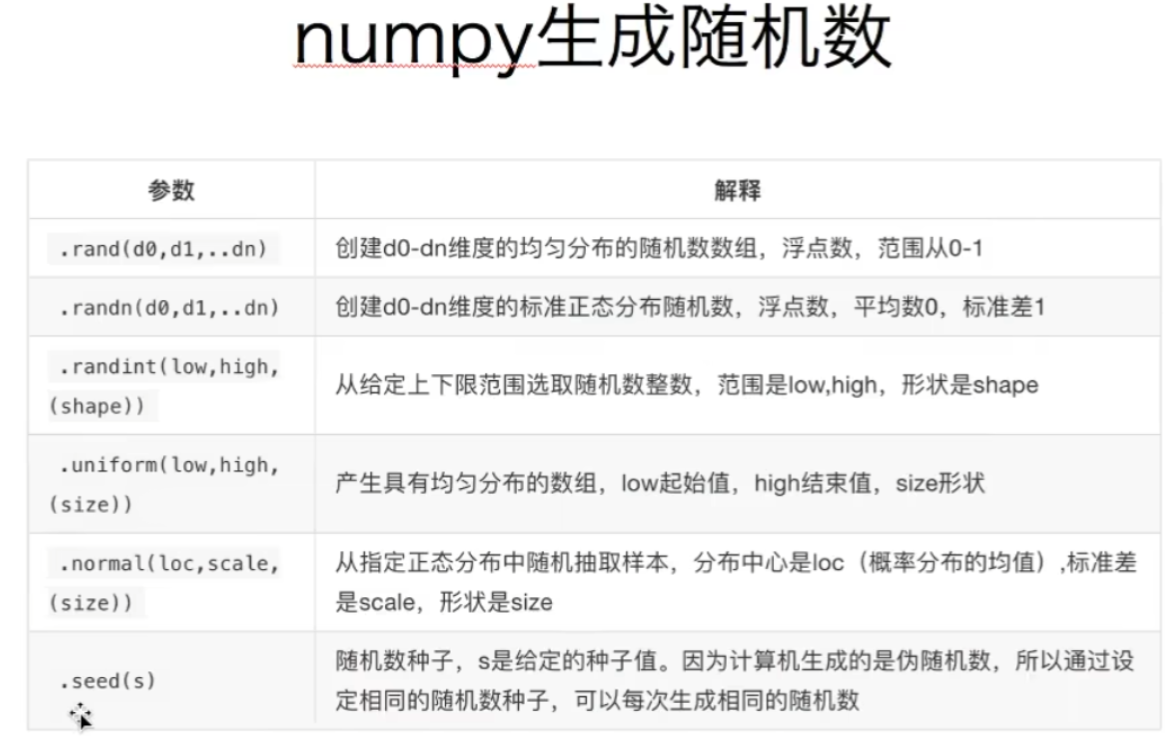 numpy生成随机数
参数
解释
.rand(d0,d1,..dn)
创建d0-dn维度的均匀分布的随机数数组，浮点数，范围从0-1
.randn(d0,d1,..dn)
创建d0-dn维度的标准正态分布随机数，浮点数，平均数0，标准差1
.randint(low,high,
(shape))
从给定上下限范围选取随机数整数，范围是low,high，形状是shape
.uniform(low,high,
(size))
产生具有均匀分布的数组，low起始值，high结束值，size形状
.normal(loc,scale,
(size))
从指定正态分布中随机抽取样本，分布中心是loc（概率分布的均值）,标准差
是scale，形状是size
.seed(s)
随机数种子，s是给定的种子值。因为计算机生成的是伪随机数，所以通过设
定相同的随机数种子，可以每次生成相同的随机数